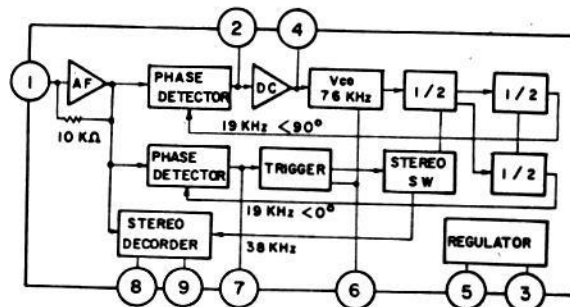 2
4
1
AF
PHASE
DETECTOR
DC
Vco
76 KHz
1/2
1/2
10 KΩ
19 KHz <90°
PHASE
DETECTOR
TRIGGER
STEREO
SW
1/2
19 KHz <0°
STEREO
DECORDER
38 KHz
REGULATOR
8
9
7
6
5
3